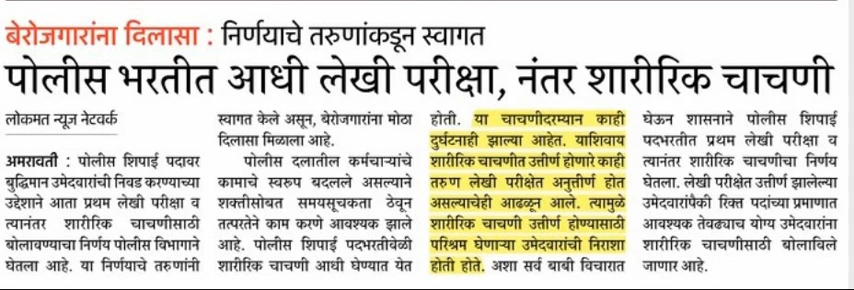 बेरोजगारांना दिलासा : निर्णयाचे तरुणांकडून स्वागत
पोलीस भरतीत आधी लेखी परीक्षा, नंतर शारीरिक चाचणी
लोकमत न्यूज नेटवर्क
अमरावती : पोलीस शिपाई पदावर
बुद्धिमान उमेदवारांची निवड करण्याच्या
उद्देशाने आता प्रथम लेखी परीक्षा व
त्यानंतर शारीरिक चाचणीसाठी
बोलावण्याचा निर्णय पोलीस विभागाने
घेतला आहे. या निर्णयाचे तरुणांनी
स्वागत केले असून, बेरोजगारांना मोठा
दिलासा मिळाला आहे.
पोलीस दलातील कर्मचाऱ्यांचे
कामाचे स्वरुप बदलले असल्याने
शक्तीसोबत समयसूचकता ठेवून
तत्परतेने काम करणे आवश्यक झाले
आहे. पोलीस शिपाई पदभरतीवेळी
शारीरिक चाचणी आधी घेण्यात येत
होती. या चाचणीदरम्यान काही
दुर्घटनाही झाल्या आहेत. याशिवाय
शारीरिक चाचणीत उत्तीर्ण होणारे काही
तरुण लेखी परीक्षेत अनुत्तीर्ण होत
असल्याचेही आढळून आले. त्यामुळे
शारीरिक चाचणी उत्तीर्ण होण्यासाठी
परिश्रम घेणाऱ्या उमेदवारांची निराशा
होती होते. अशा सर्व बाबी विचारात
घेऊन शासनाने पोलीस शिपाई
पदभरतीत प्रथम लेखी परीक्षा व
त्यानंतर शारीरिक चाचणीचा निर्णय
घेतला. लेखी परीक्षेत उत्तीर्ण झालेल्या
उमेदवारांपैकी रिक्त पदांच्या प्रमाणात
आवश्यक तेवढ्याच योग्य उमेदवारांना
शारीरिक चाचणीसाठी बोलाविले
जाणार आहे.